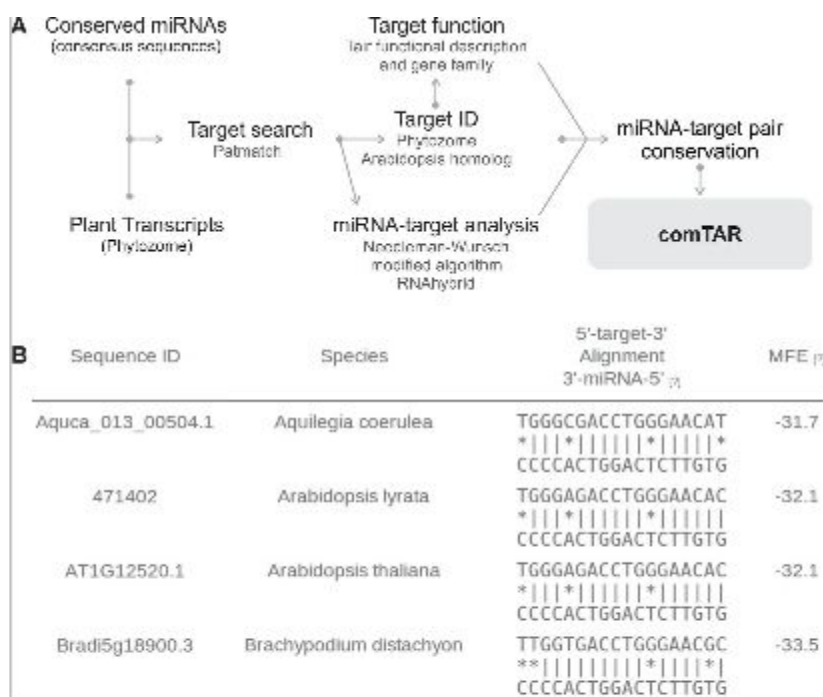 A
Conserved miRNAs
(consensus sequences)
Target function
Tair functional description
and gene family
Target search
Patmatch
Target ID
Phytozome
Arabidopsis homolog
miRNA-target pair
conservation
Plant Transcripts
(Phytozome)
miRNA-target analysis
Needleman-Wunsch
modified algorithm
RNAhybrid
comTAR
B
Sequence ID Species 5'-target-3' Alignment 3'-miRNA-5' [?] MFE [?]
Aquca_013_00504.1 Aquilegia coerulea TGGGCGACCTGGGAACAT -31.7
*|||*||||||*|||||*
CCCCACTGGACTCTTGTG
471402 Arabidopsis lyrata TGGGAGACCTGGGAACAC -32.1
*|||*||||||*||||||
CCCCACTGGACTCTTGTG
AT1G12520.1 Arabidopsis thaliana TGGGAGACCTGGGAACAC -32.1
*|||*||||||*||||||
CCCCACTGGACTCTTGTG
Bradi5g18900.3 Brachypodium distachyon TTGGTGACCTGGGAACGC -33.5
**|||||||||*||||*|
CCCCACTGGACTCTTGTG